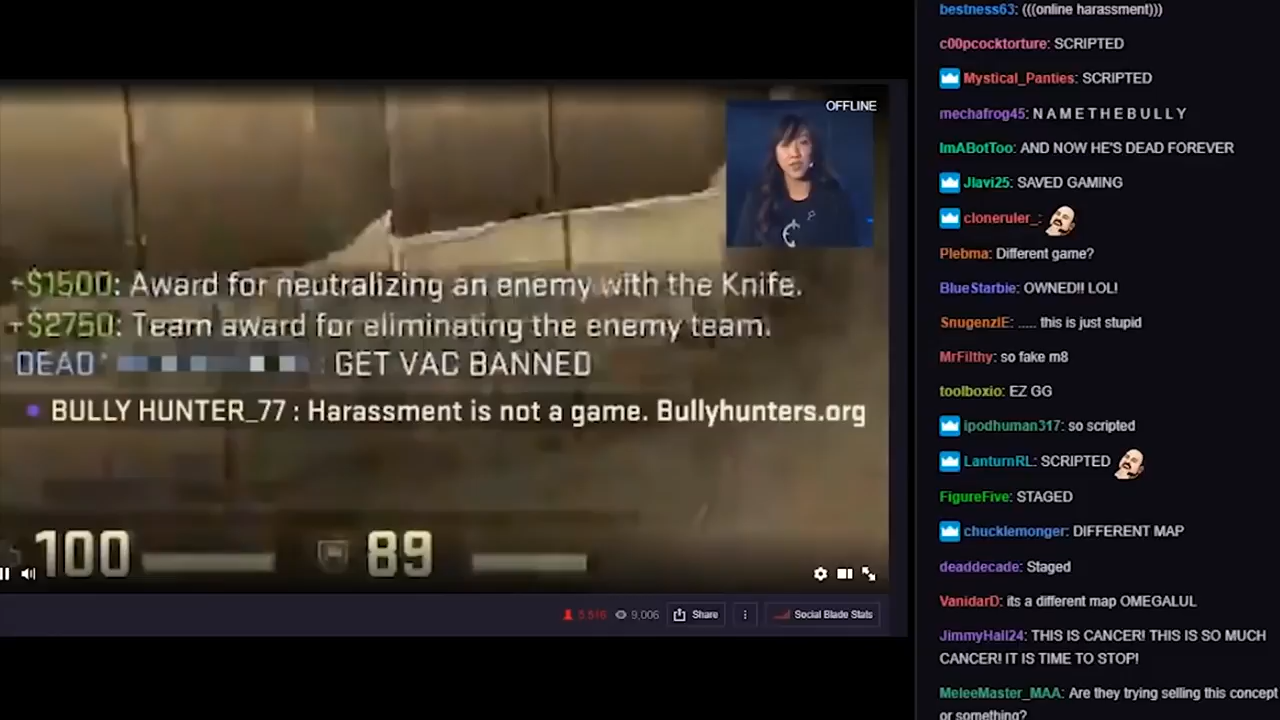 OFFLINE
+$1500: Award for neutralizing an enemy with the Knife.
+$2750: Team award for eliminating the enemy team.
*DEAD* : GET VAC BANNED
BULLY HUNTER_77 : Harassment is not a game. Bullyhunters.org
100 89
5,516 9,006 Share Social Blade Stats
bestness63: (((online harassment)))
c00pcocktorture: SCRIPTED
Mystical_Panties: SCRIPTED
mechafrog45: N A M E T H E B U L L Y
ImABotToo: AND NOW HE'S DEAD FOREVER
Jlavi25: SAVED GAMING
cloneruler_:
Plebma: Different game?
BlueStarbie: OWNED!! LOL!
SnugenzIE: ..... this is just stupid
MrFilthy: so fake m8
toolboxio: EZ GG
ipodhuman317: so scripted
LanturnRL: SCRIPTED
FigureFive: STAGED
chucklemonger: DIFFERENT MAP
deaddecade: Staged
VanidarD: its a different map OMEGALUL
JimmyHall24: THIS IS CANCER! THIS IS SO MUCH
CANCER! IT IS TIME TO STOP!
MeleeMaster_MAA: Are they trying selling this concept
or something?